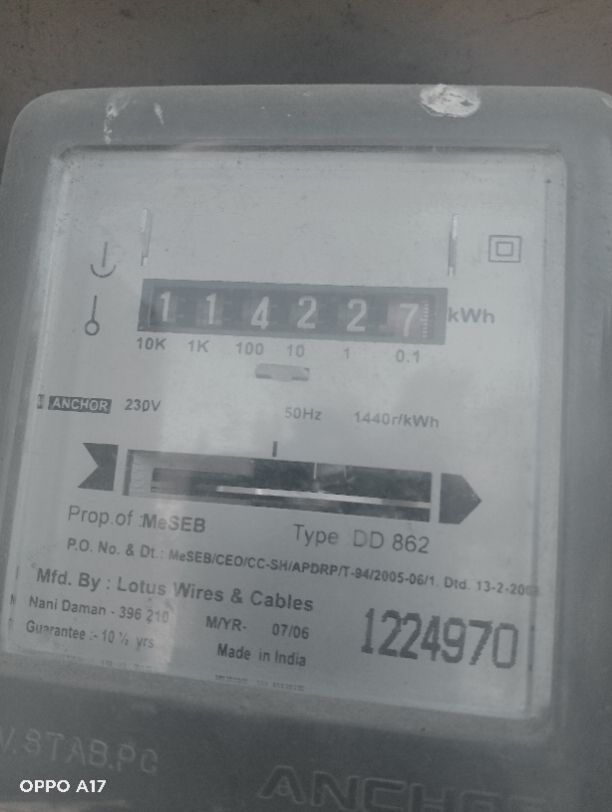 1 1 4 2 2 7 kWh
10K 1K 100 10 1 0.1
ANCHOR 230V 50Hz 1440r/kWh
Prop.of :MeSEB Type DD 862
P.O. No. & Dt.: MeSEB/CEO/CC-SH/APDRP/T-94/2005-06/1. Dtd. 13-2-
Mfd. By : Lotus Wires & Cables
Nani Daman - 396 210 M/YR- 07/06
Guarantee :- 10 ½ yrs Made in India
1224970
.STAB.PC
ANCHO
OPPO A17